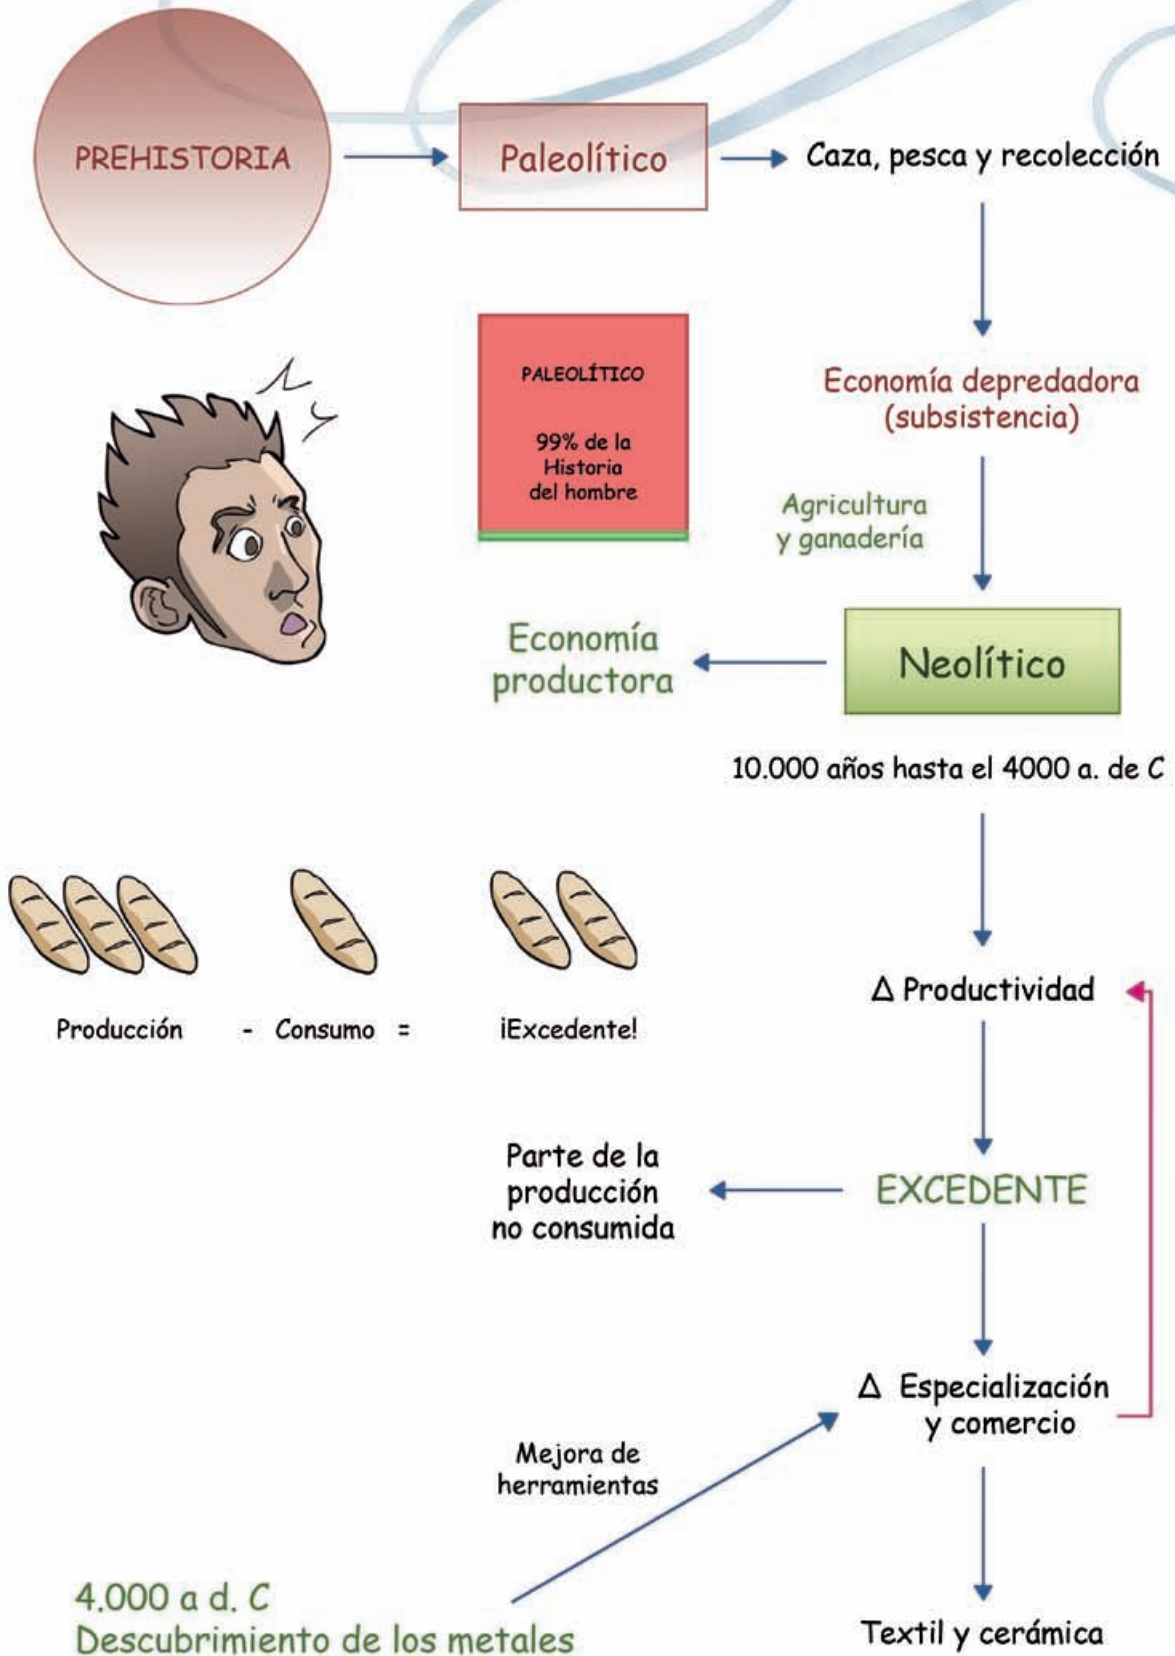 PREHISTORIA
Paleolítico
Caza, pesca y recolección
PALEOLÍTICO
99% de la
Historia
del hombre
Economía depredadora
(subsistencia)
Agricultura
y ganadería
Economía
productora
Neolítico
10.000 años hasta el 4000 a. de C
Producción - Consumo = ¡Excedente!
Δ Productividad
Parte de la
producción
no consumida
EXCEDENTE
Δ Especialización
y comercio
Mejora de
herramientas
4.000 a d. C
Descubrimiento de los metales
Textil y cerámica